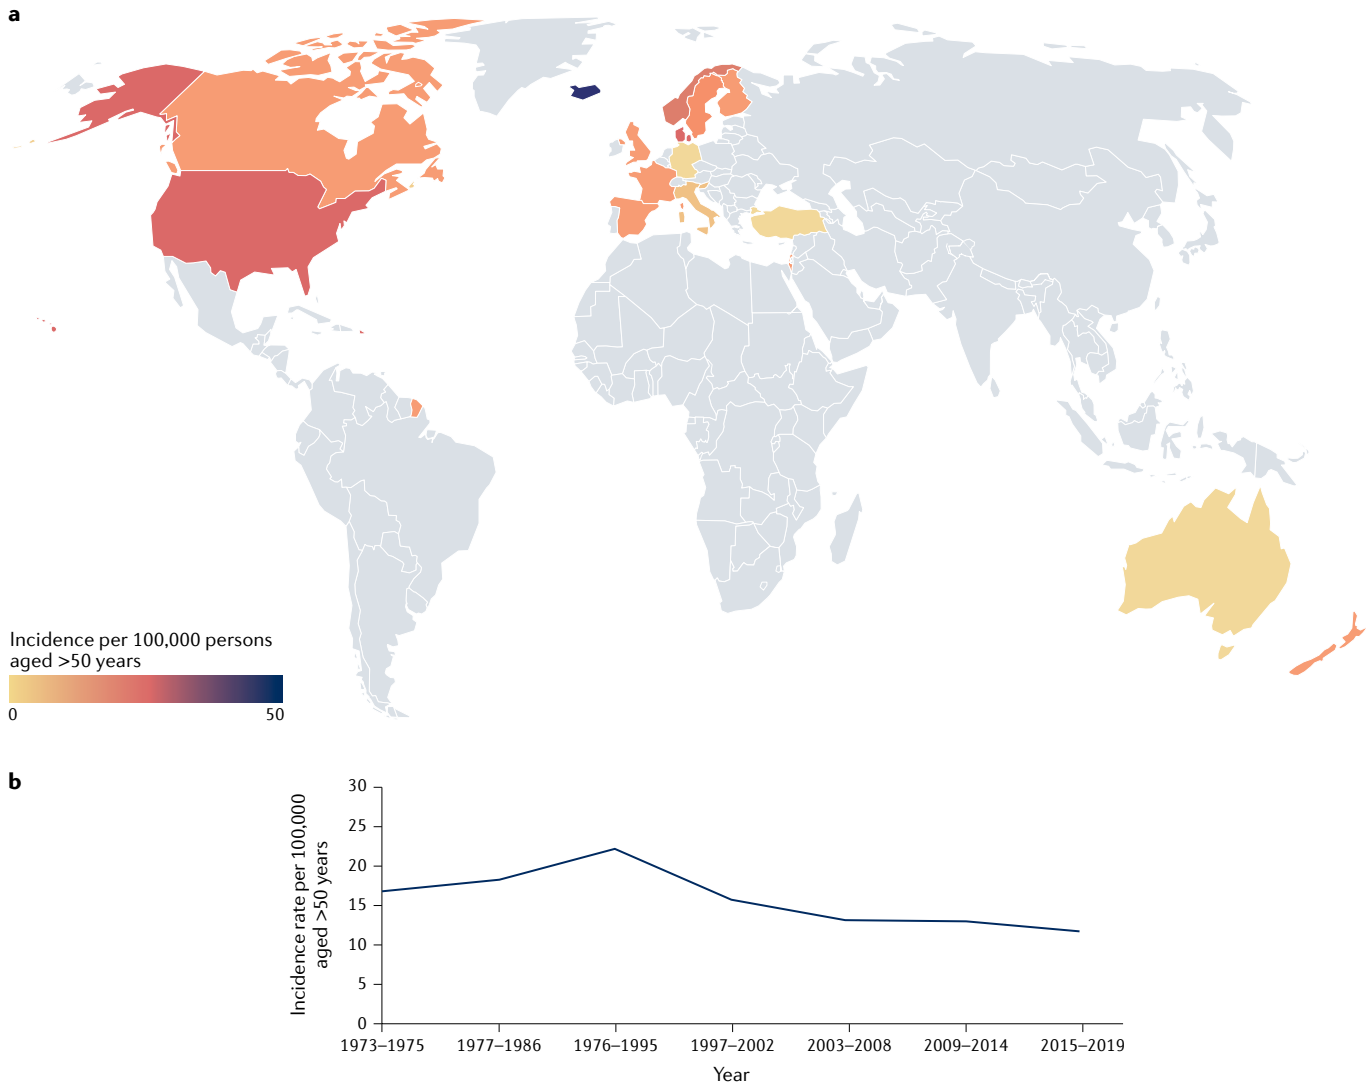 a
Incidence per 100,000 persons
aged >50 years
0
50
b
Incidence rate per 100,000
aged >50 years
30
25
20
15
10
5
0
1973–1975
1977–1986
1976–1995
1997–2002
2003–2008
2009–2014
2015–2019
Year